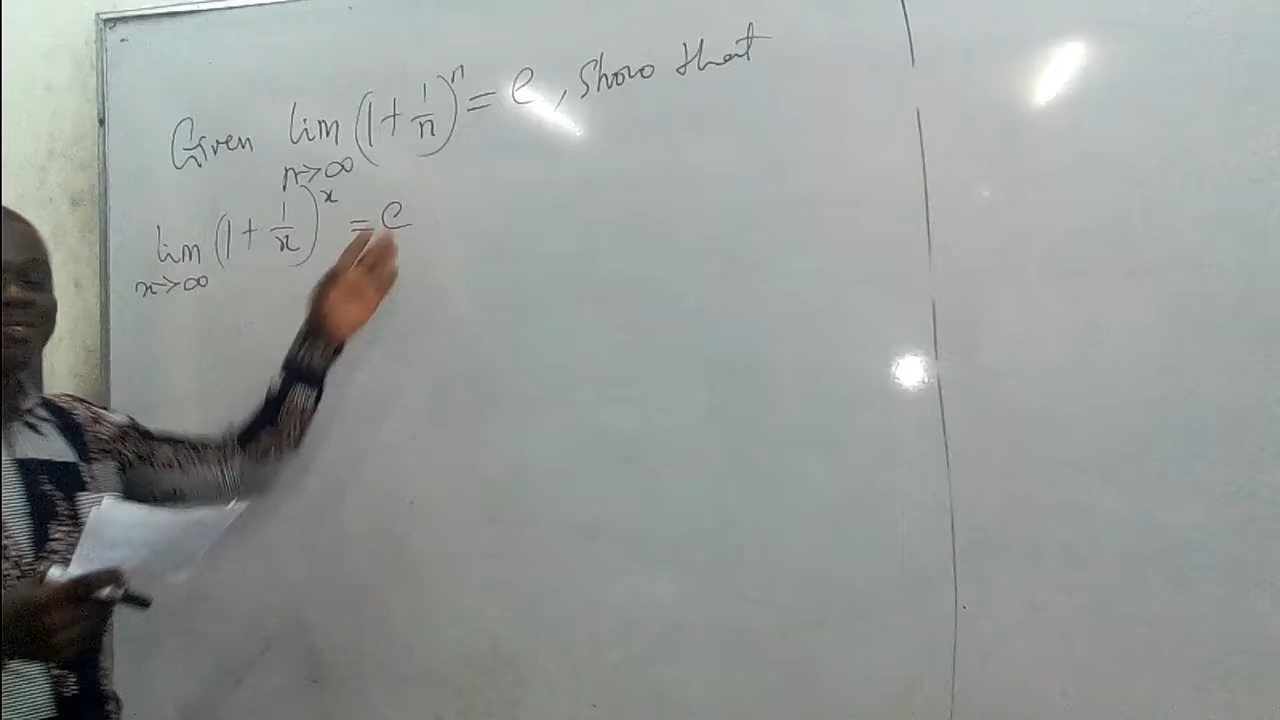 Given lim n→∞ (1 + 1/n)^n = e, show that
lim x→∞ (1 + 1/x)^x = e